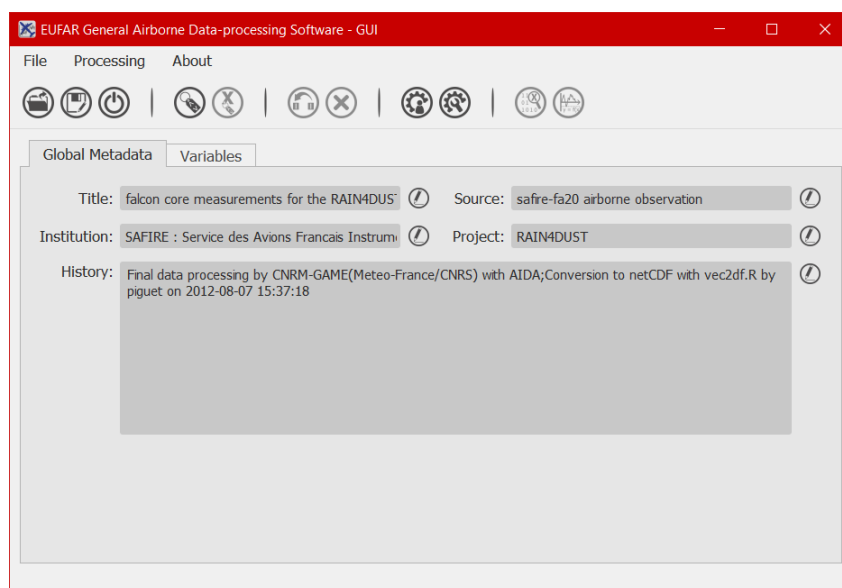 EUFAR General Airborne Data-processing Software - GUI
File Processing About
Global Metadata Variables
Title: falcon core measurements for the RAIN4DUS Source: safire-fa20 airborne observation
Institution: SAFIRE : Service des Avions Francais Instrum Project: RAIN4DUST
History: Final data processing by CNRM-GAME(Meteo-France/CNRS) with AIDA;Conversion to netCDF with vec2df.R by
piguet on 2012-08-07 15:37:18